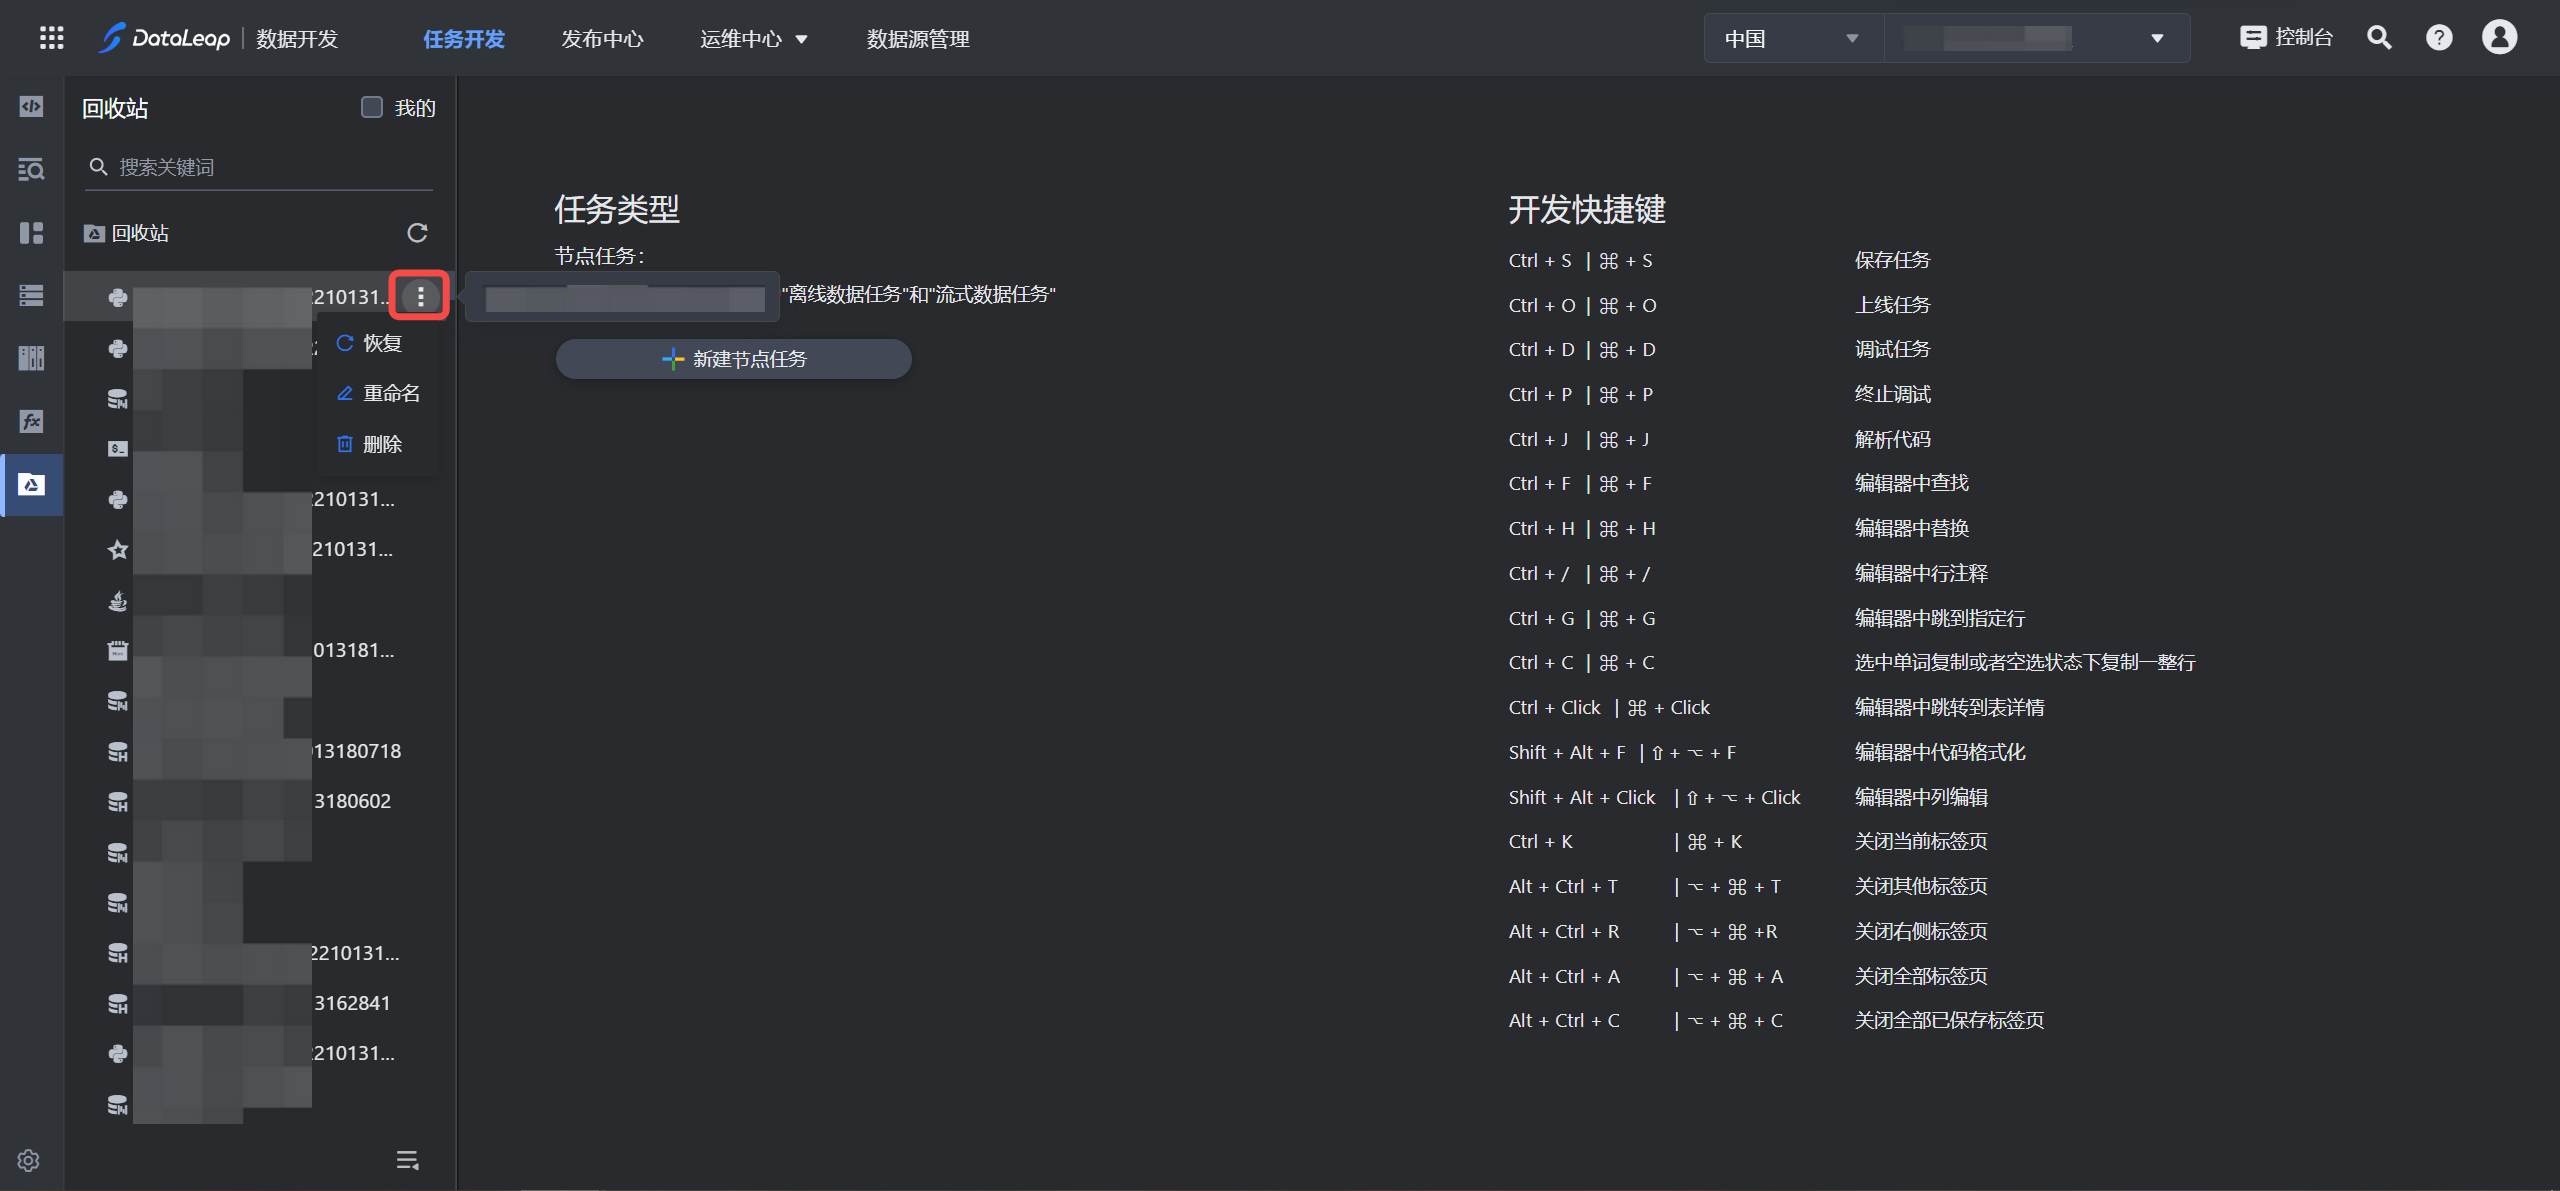 DataLeap 数据开发 任务开发 发布中心 运维中心 数据源管理 中国 控制台
回收站 我的
搜索关键词
回收站
210131...
恢复
重命名
删除
210131...
210131...
013181...
13180718
3180602
2210131...
3162841
210131...
任务类型
节点任务：
"离线数据任务"和"流式数据任务"
新建节点任务
开发快捷键
Ctrl + S | ⌘ + S 保存任务
Ctrl + O | ⌘ + O 上线任务
Ctrl + D | ⌘ + D 调试任务
Ctrl + P | ⌘ + P 终止调试
Ctrl + J | ⌘ + J 解析代码
Ctrl + F | ⌘ + F 编辑器中查找
Ctrl + H | ⌘ + H 编辑器中替换
Ctrl + / | ⌘ + / 编辑器中行注释
Ctrl + G | ⌘ + G 编辑器中跳到指定行
Ctrl + C | ⌘ + C 选中单词复制或者空选状态下复制一整行
Ctrl + Click | ⌘ + Click 编辑器中跳转到表详情
Shift + Alt + F | ⇧ + ⌥ + F 编辑器中代码格式化
Shift + Alt + Click | ⇧ + ⌥ + Click 编辑器中列编辑
Ctrl + K | ⌘ + K 关闭当前标签页
Alt + Ctrl + T | ⌥ + ⌘ + T 关闭其他标签页
Alt + Ctrl + R | ⌥ + ⌘ +R 关闭右侧标签页
Alt + Ctrl + A | ⌥ + ⌘ + A 关闭全部标签页
Alt + Ctrl + C | ⌥ + ⌘ + C 关闭全部已保存标签页